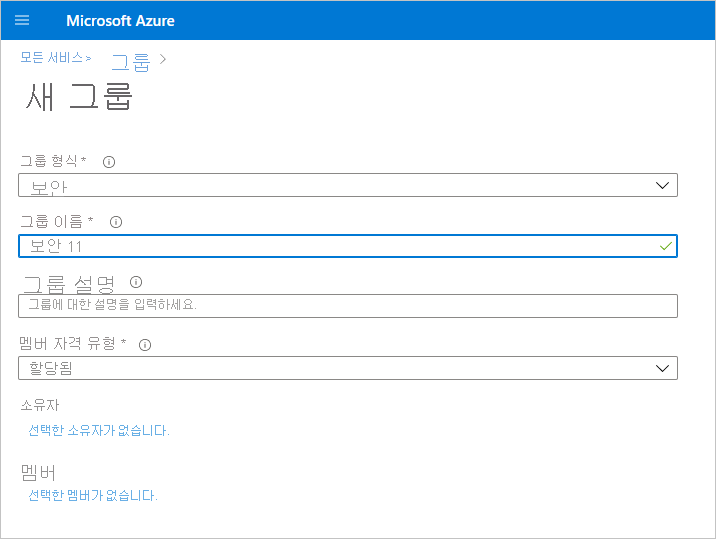 Microsoft Azure
모든 서비스 > 그룹 >
새 그룹
그룹 형식 *
보안
그룹 이름 *
보안 11
그룹 설명
그룹에 대한 설명을 입력하세요.
멤버 자격 유형 *
할당됨
소유자
선택한 소유자가 없습니다.
멤버
선택한 멤버가 없습니다.